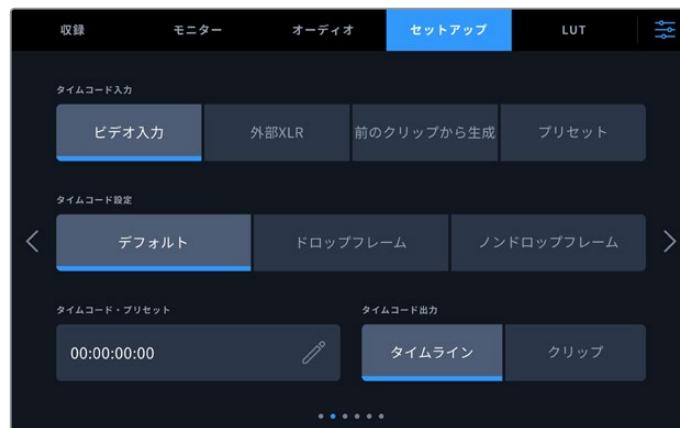 収録 モニター オーディオ セットアップ LUT
タイムコード入力
ビデオ入力 外部XLR 前のクリップから生成 プリセット
タイムコード設定
デフォルト ドロップフレーム ノンドロップフレーム
タイムコード・プリセット タイムコード出力
00:00:00:00 タイムライン クリップ